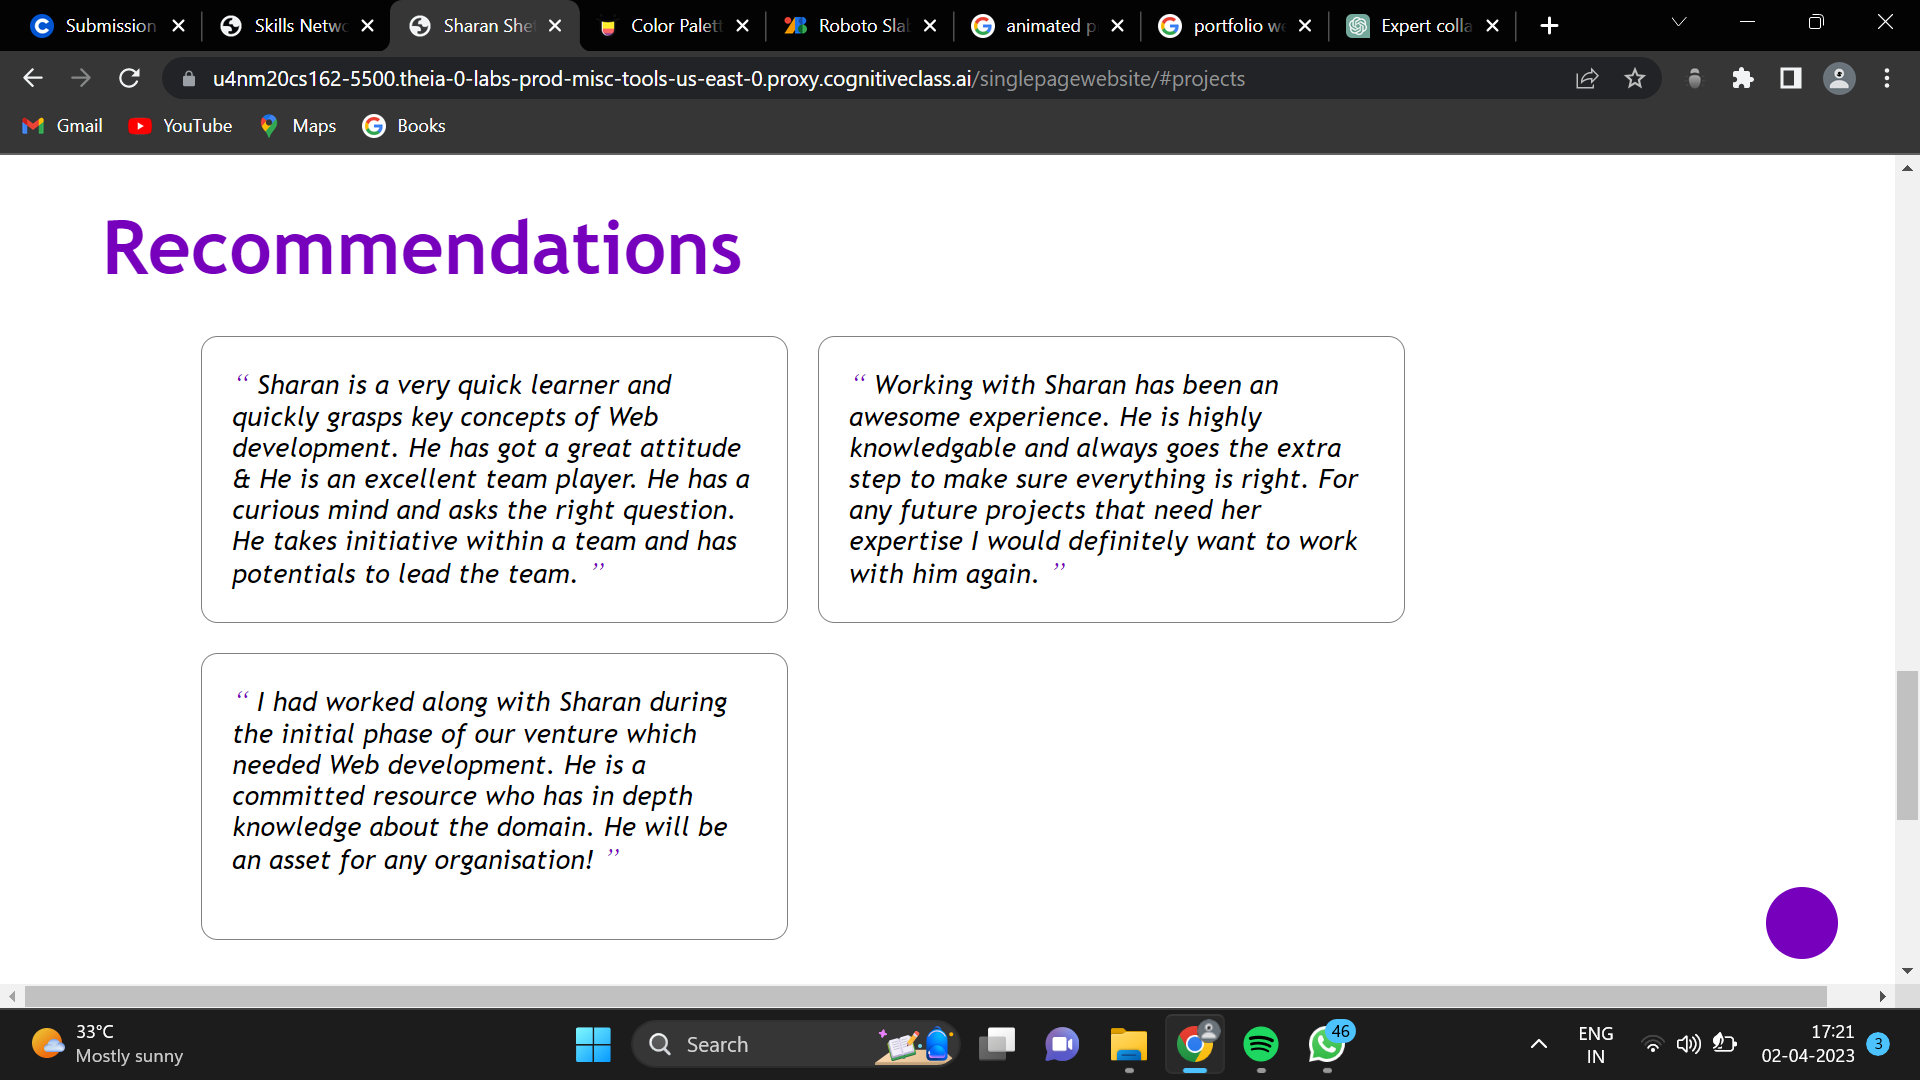 Submission
Skills Netwo
Sharan She
Color Palett
Roboto Slab
animated p
portfolio we
Expert colla
u4nm20cs162-5500.theia-0-labs-prod-misc-tools-us-east-0.proxy.cognitiveclass.ai/singlepagewebsite/#projects
Gmail
YouTube
Maps
Books
Recommendations
“ Sharan is a very quick learner and
quickly grasps key concepts of Web
development. He has got a great attitude
& He is an excellent team player. He has a
curious mind and asks the right question.
He takes initiative within a team and has
potentials to lead the team. ”
“ Working with Sharan has been an
awesome experience. He is highly
knowledgable and always goes the extra
step to make sure everything is right. For
any future projects that need her
expertise I would definitely want to work
with him again. ”
“ I had worked along with Sharan during
the initial phase of our venture which
needed Web development. He is a
committed resource who has in depth
knowledge about the domain. He will be
an asset for any organisation! ”
33°C
Mostly sunny
Search
46
ENG
IN
17:21
02-04-2023
3